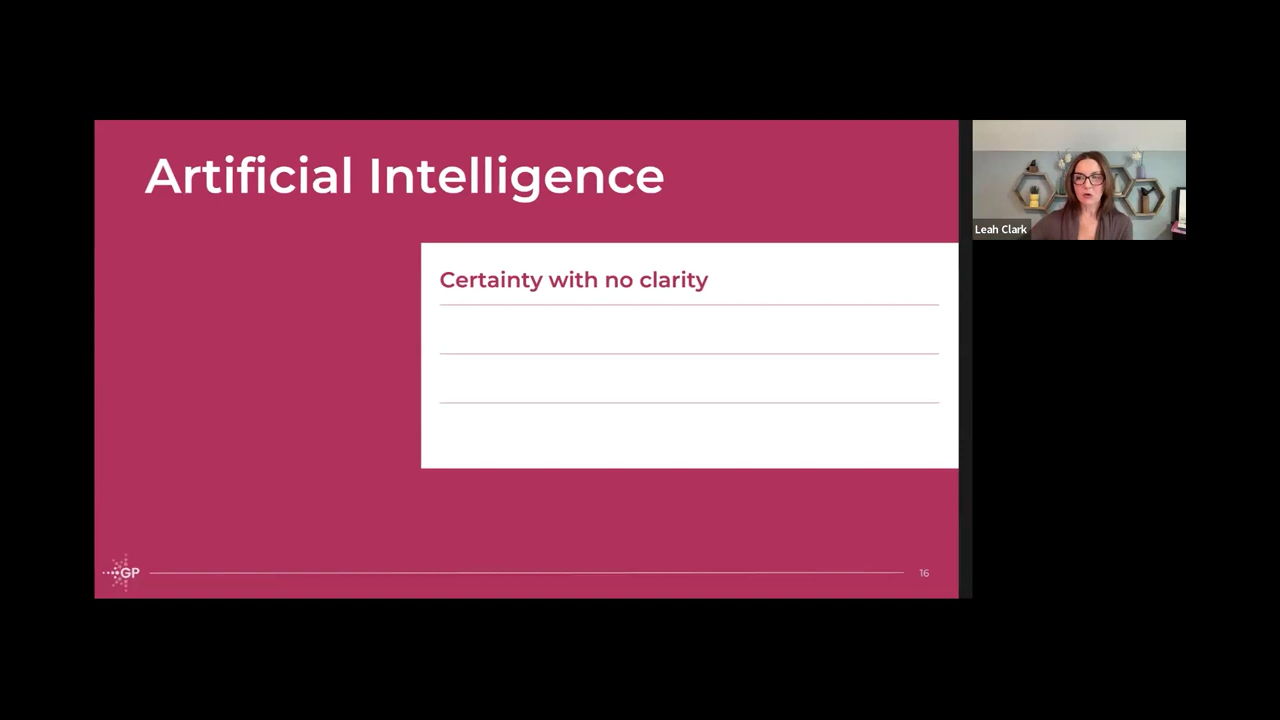 Artificial Intelligence
Certainty with no clarity
GP
16
Leah Clark